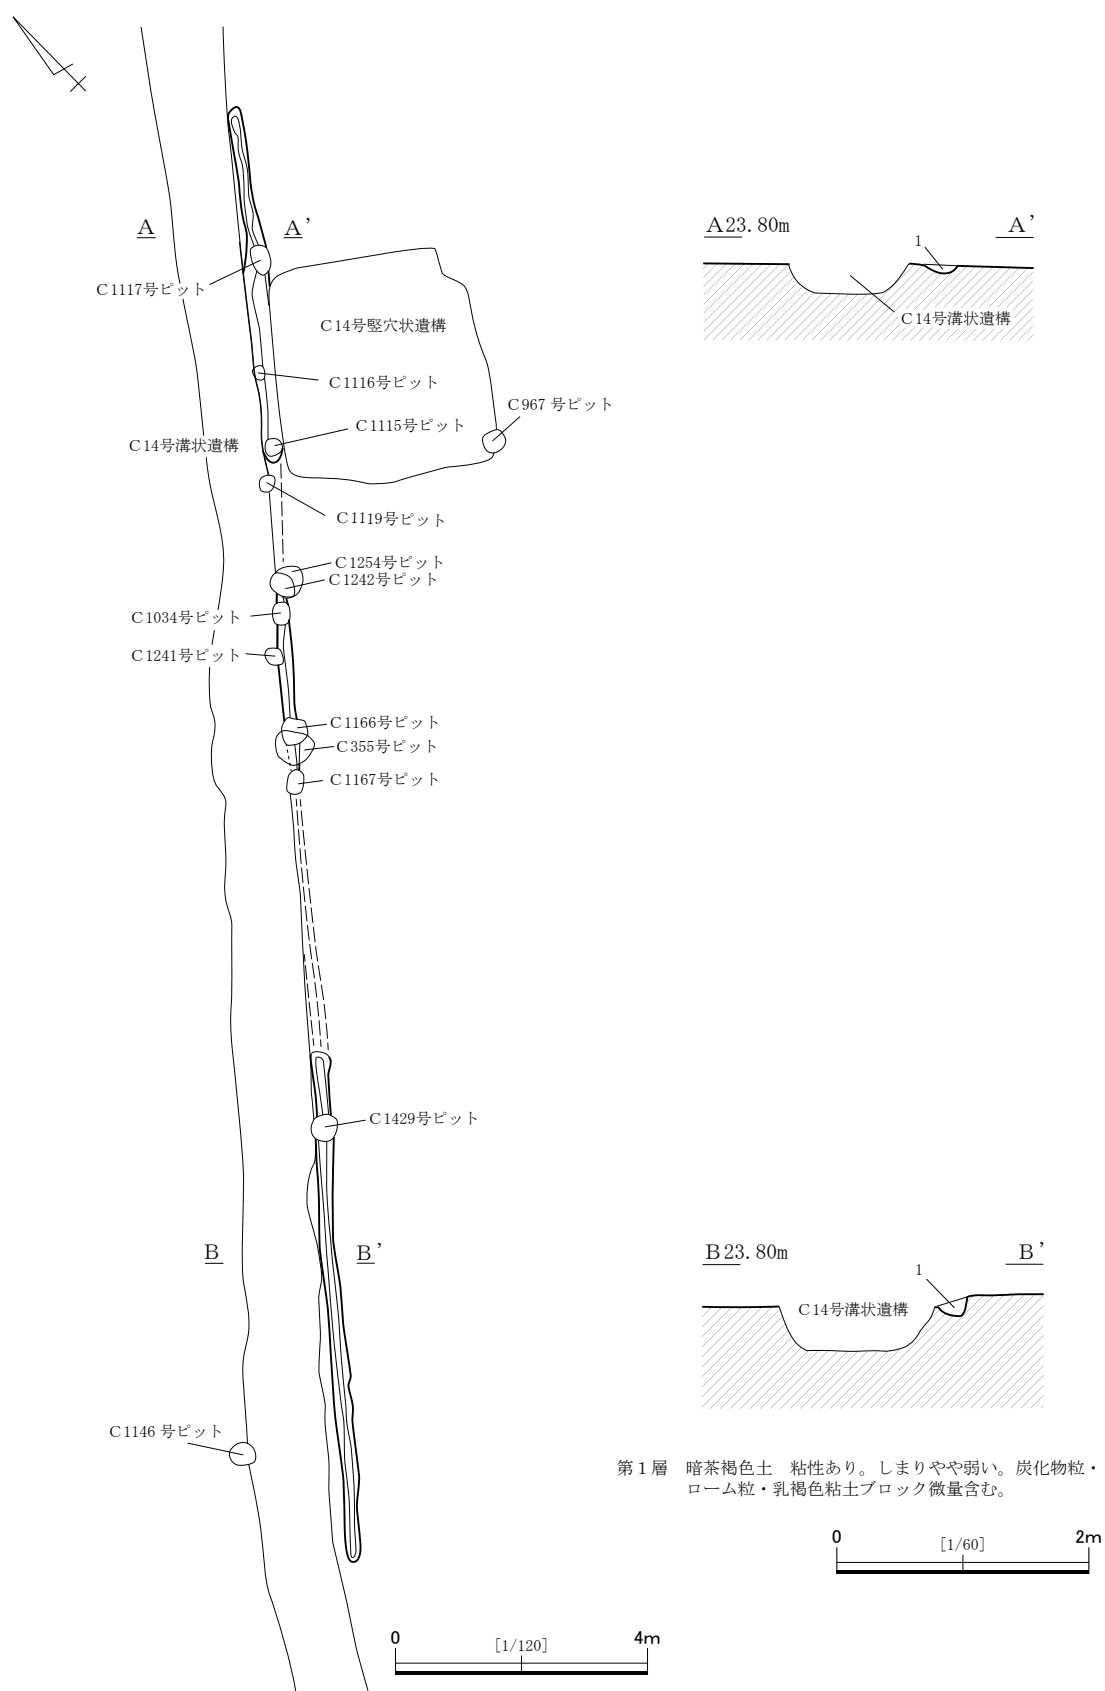 A
A’
C1117号ピット
C14号竪穴状遺構
C1116号ピット
C967 号ピット
C1115号ピット
C14号溝状遺構
C1119号ピット
C1254号ピット
C1242号ピット
C1034号ピット
C1241号ピット
C1166号ピット
C355号ピット
C1167号ピット
C1429号ピット
B
B’
C1146 号ピット
0
[1/120]
4m
A23.80m
A’
1
C14号溝状遺構
B23.80m
B’
1
C14号溝状遺構
第１層　暗茶褐色土　粘性あり。しまりやや弱い。炭化物粒・
ローム粒・乳褐色粘土ブロック微量含む。
0
[1/60]
2m